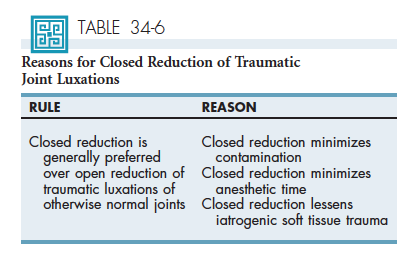 TABLE 34-6
Reasons for Closed Reduction of Traumatic
Joint Luxations
RULE REASON
Closed reduction is Closed reduction minimizes
generally preferred contamination
over open reduction of Closed reduction minimizes
traumatic luxations of anesthetic time
otherwise normal joints Closed reduction lessens
iatrogenic soft tissue trauma